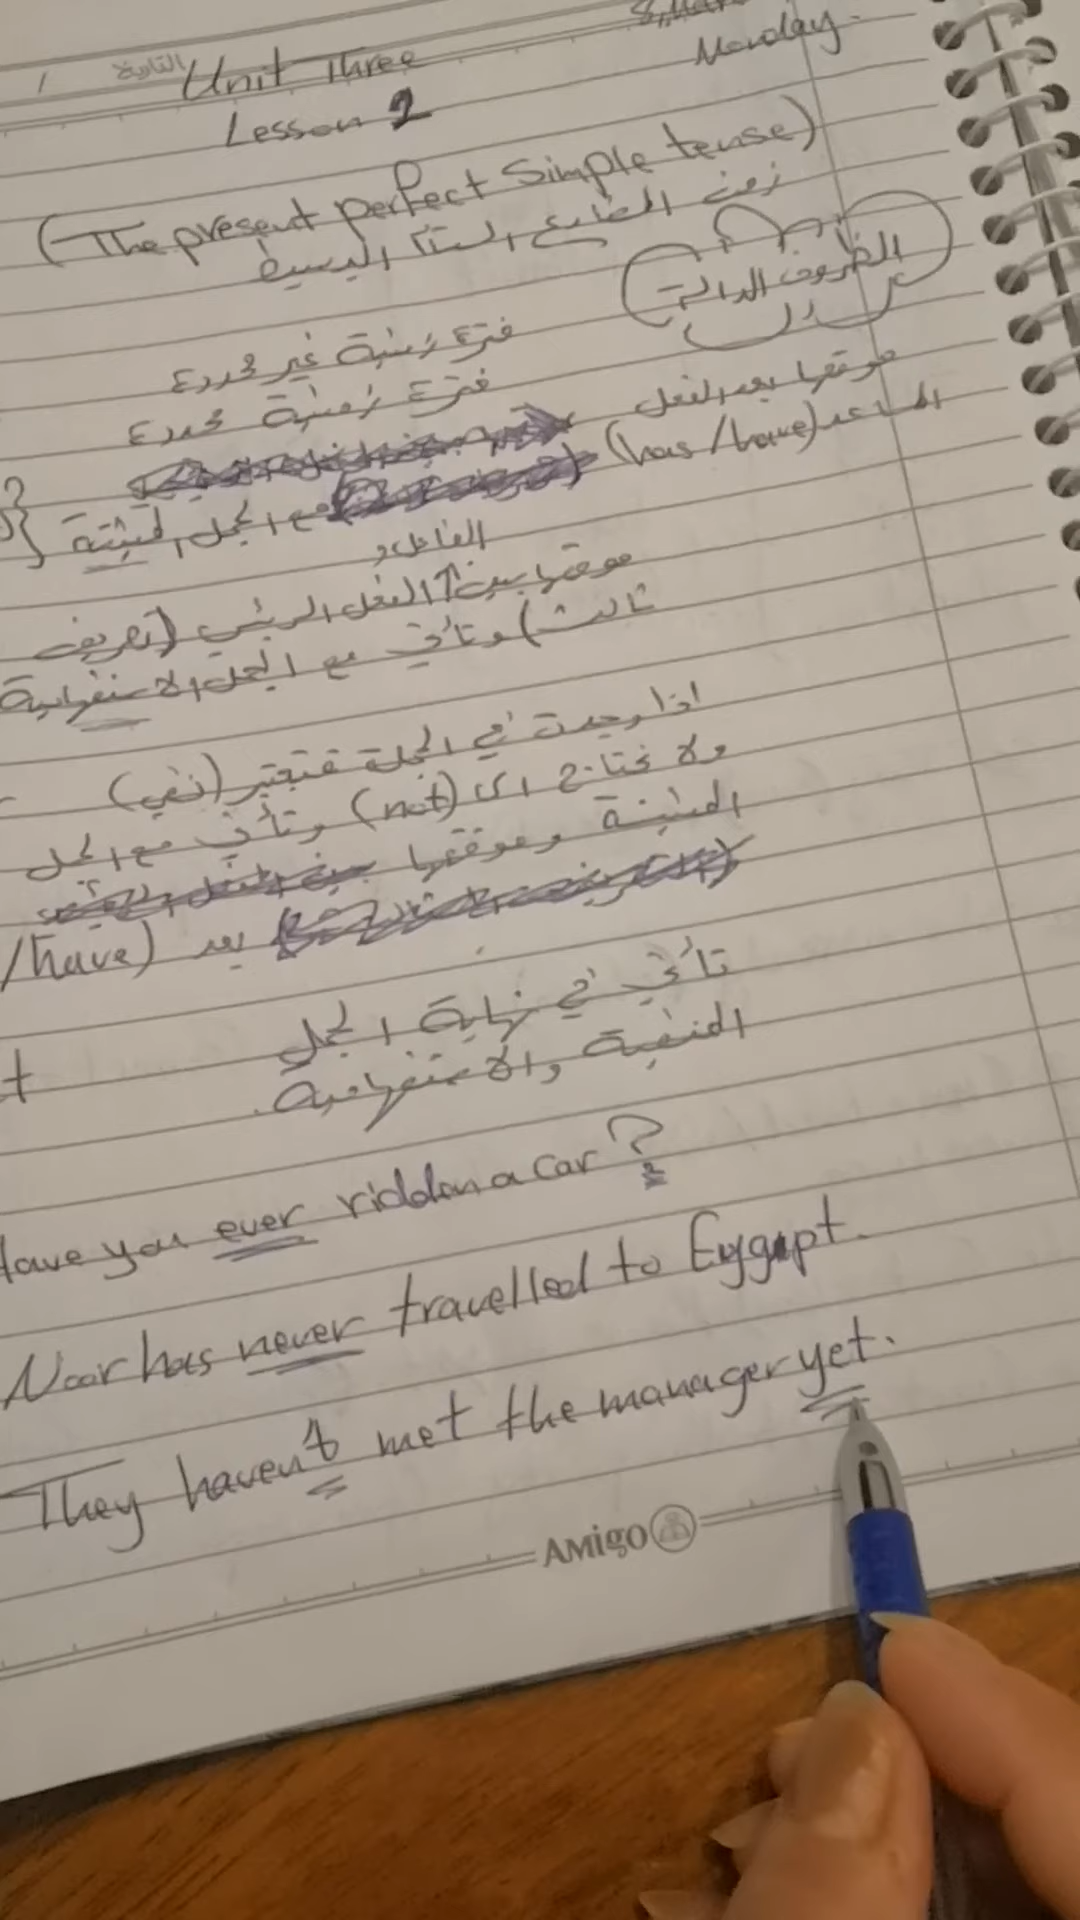 التاريخ /
Unit Three
Monday
Lesson 2
(The present perfect Simple tense)
زمن المضارع التام البسيط
الظروف الدالة
فترة زمنية غير محددة
فترة زمنية محددة
موقعها بعد الفعل
المساعد (has/have)
مع الجمل المثبتة }
الفاعل و
موقعها بين ↑ الفعل الرئيسي (تصريف
ثالث) وتأتي مع الجمل الاستفهامية
اذا وجدت في الجملة فتعتبر (نفي)
ولا نحتاج الى (not) وتأتي مع الجمل
المثبتة وموقعها
بعد /have)
تأتي في نهاية الجمل
المنفية والاستفهامية.
Have you ever ridden a car?
Noor has never travelled to Eygapt.
They haven't met the manager yet.
AMigo